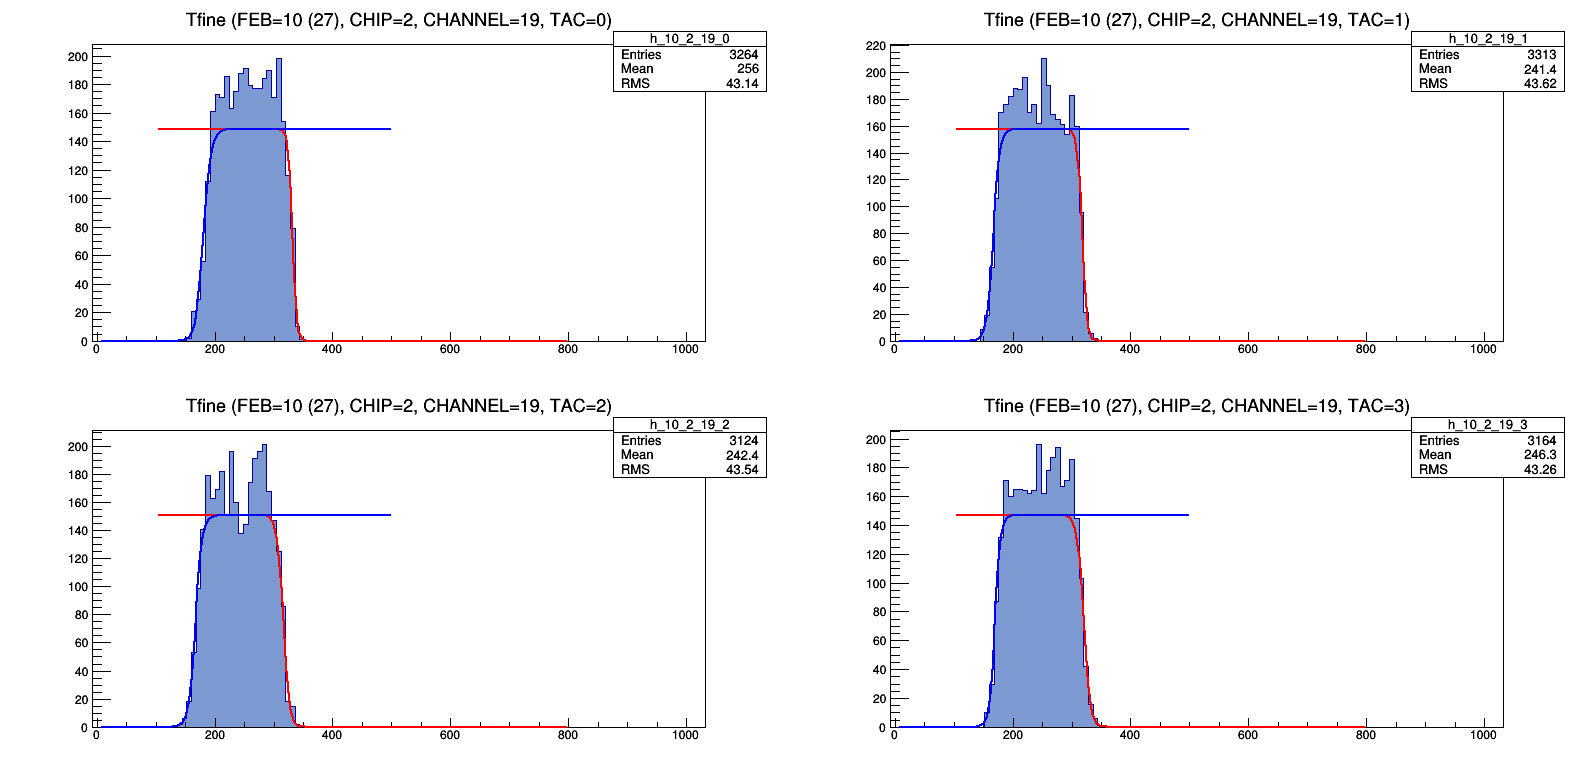 Tfine (FEB=10 (27), CHIP=2, CHANNEL=19, TAC=0)
h_10_2_19_0
Entries 3264
Mean 256
RMS 43.14
200
180
160
140
120
100
80
60
40
20
0
0 200 400 600 800 1000
Tfine (FEB=10 (27), CHIP=2, CHANNEL=19, TAC=1)
h_10_2_19_1
Entries 3313
Mean 241.4
RMS 43.62
220
200
180
160
140
120
100
80
60
40
20
0
0 200 400 600 800 1000
Tfine (FEB=10 (27), CHIP=2, CHANNEL=19, TAC=2)
h_10_2_19_2
Entries 3124
Mean 242.4
RMS 43.54
200
180
160
140
120
100
80
60
40
20
0
0 200 400 600 800 1000
Tfine (FEB=10 (27), CHIP=2, CHANNEL=19, TAC=3)
h_10_2_19_3
Entries 3164
Mean 246.3
RMS 43.26
200
180
160
140
120
100
80
60
40
20
0
0 200 400 600 800 1000